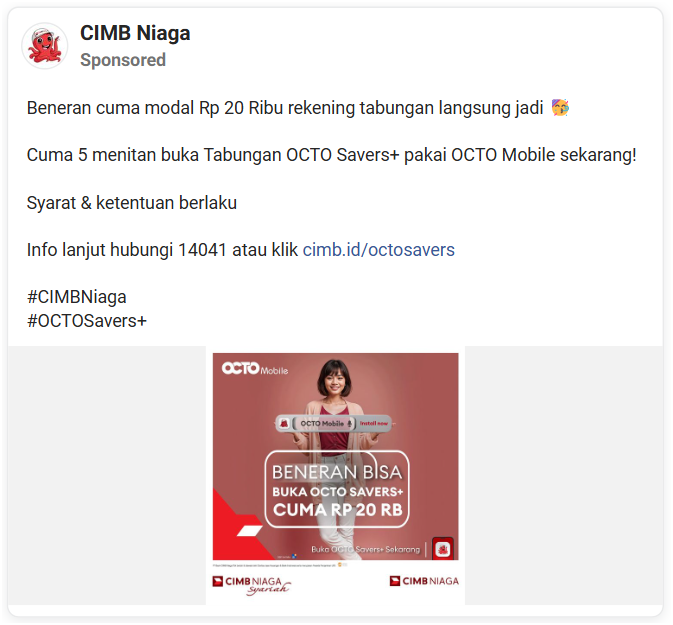 CIMB Niaga
Sponsored
Beneran cuma modal Rp 20 Ribu rekening tabungan langsung jadi 🥳
Cuma 5 menitan buka Tabungan OCTO Savers+ pakai OCTO Mobile sekarang!
Syarat & ketentuan berlaku
Info lanjut hubungi 14041 atau klik cimb.id/octosavers
#CIMBNiaga
#OCTOSavers+
OCTO Mobile
OCTO Mobile Install now
BENERAN BISA
BUKA OCTO SAVERS+
CUMA RP 20 RB
Buka OCTO Savers+ Sekarang
CIMB NIAGA syariah
CIMB NIAGA